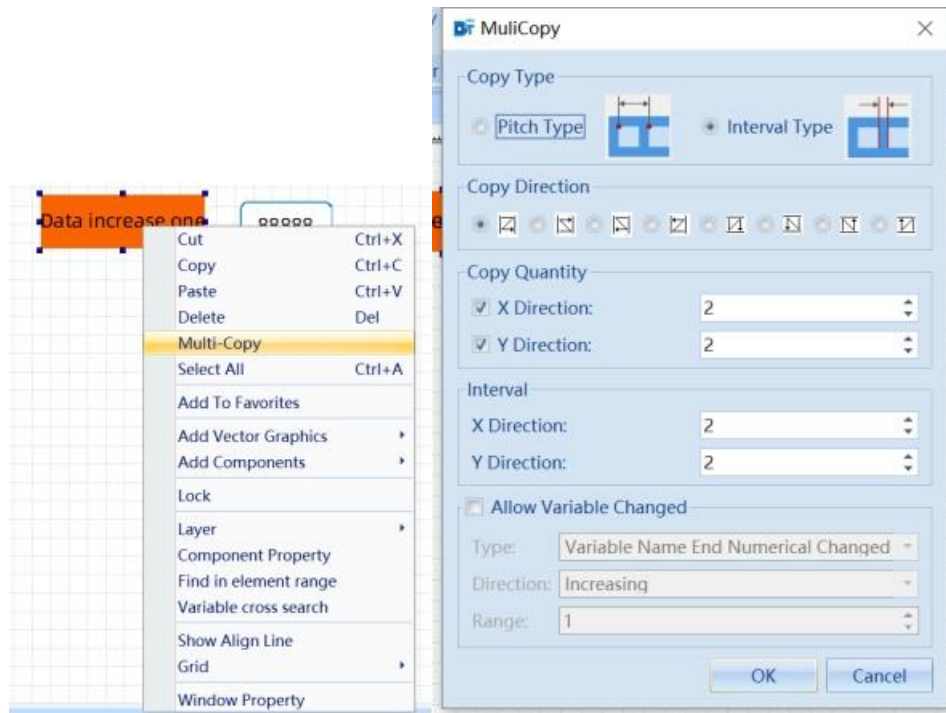 Data increase one
88888
Cut Ctrl+X
Copy Ctrl+C
Paste Ctrl+V
Delete Del
Multi-Copy
Select All Ctrl+A
Add To Favorites
Add Vector Graphics
Add Components
Lock
Layer
Component Property
Find in element range
Variable cross search
Show Align Line
Grid
Window Property
MuliCopy
Copy Type
Pitch Type Interval Type
Copy Direction
Copy Quantity
X Direction: 2
Y Direction: 2
Interval
X Direction: 2
Y Direction: 2
Allow Variable Changed
Type: Variable Name End Numerical Changed
Direction: Increasing
Range: 1
OK Cancel